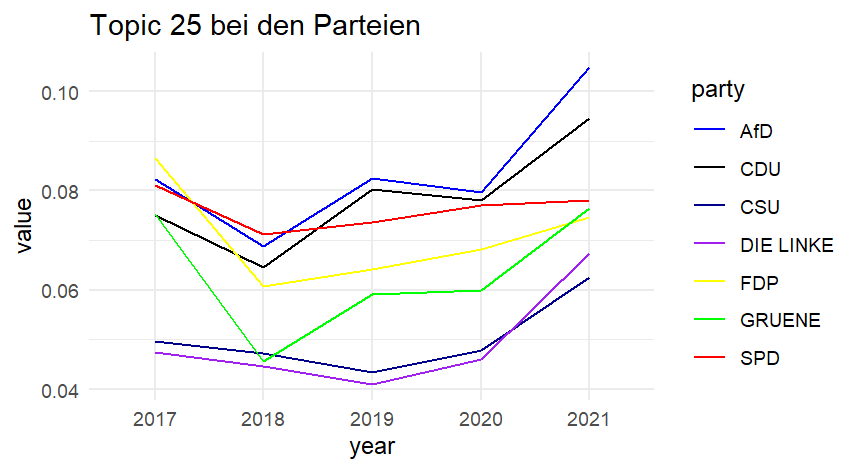 Topic 25 bei den Parteien
value
0.10
0.08
0.06
0.04
2017 2018 2019 2020 2021
year
party
AfD
CDU
CSU
DIE LINKE
FDP
GRUENE
SPD